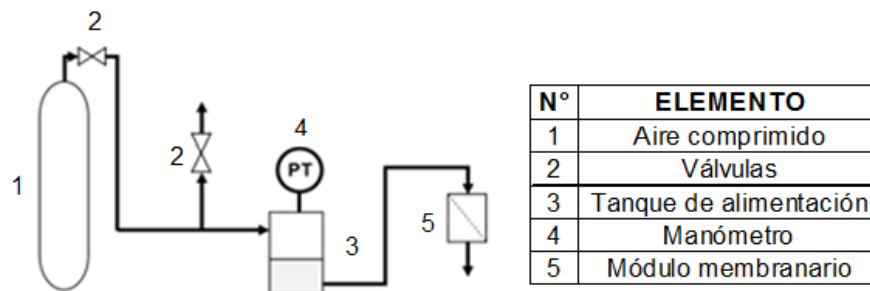 2
2
4
PT
1
3
5
N° ELEMENTO
1 Aire comprimido
2 Válvulas
3 Tanque de alimentación
4 Manómetro
5 Módulo membranario